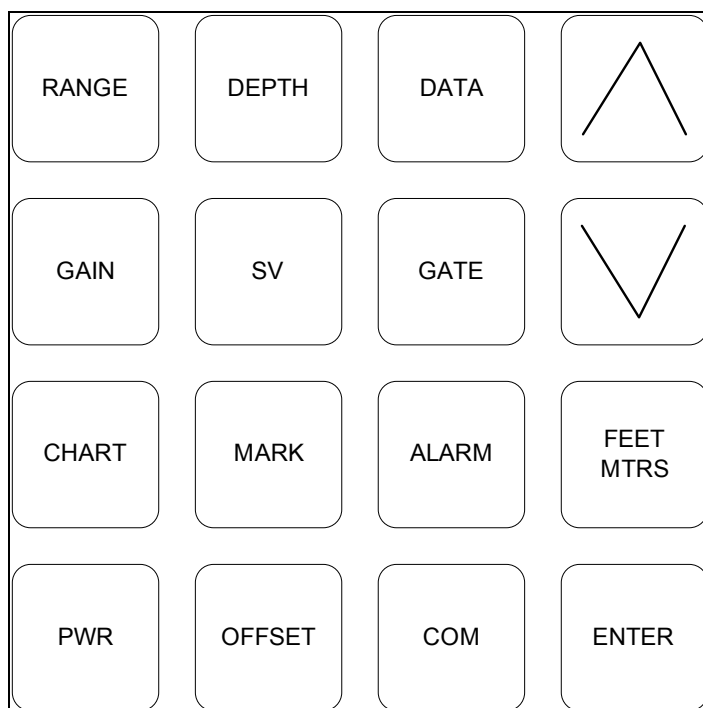 RANGE
DEPTH
DATA
GAIN
SV
GATE
CHART
MARK
ALARM
FEET
MTRS
PWR
OFFSET
COM
ENTER